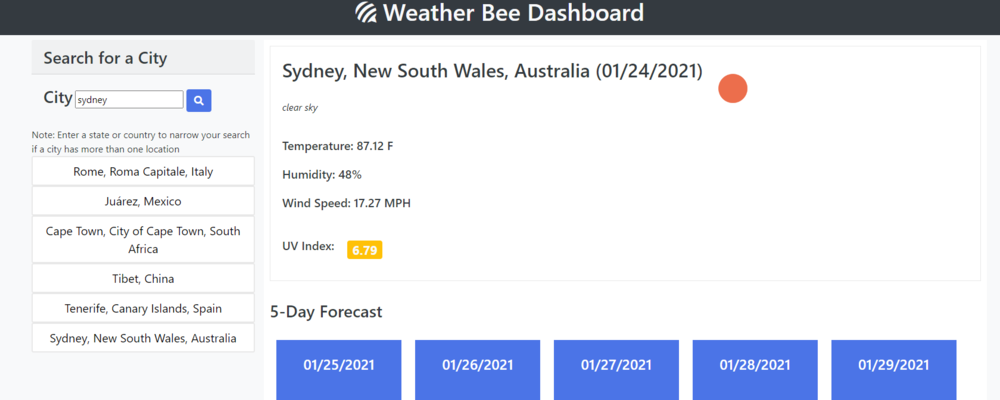 Weather Bee Dashboard
Search for a City
City sydney
Note: Enter a state or country to narrow your search
if a city has more than one location
Rome, Roma Capitale, Italy
Juárez, Mexico
Cape Town, City of Cape Town, South
Africa
Tibet, China
Tenerife, Canary Islands, Spain
Sydney, New South Wales, Australia
Sydney, New South Wales, Australia (01/24/2021)
clear sky
Temperature: 87.12 F
Humidity: 48%
Wind Speed: 17.27 MPH
UV Index: 6.79
5-Day Forecast
01/25/2021 01/26/2021 01/27/2021 01/28/2021 01/29/2021